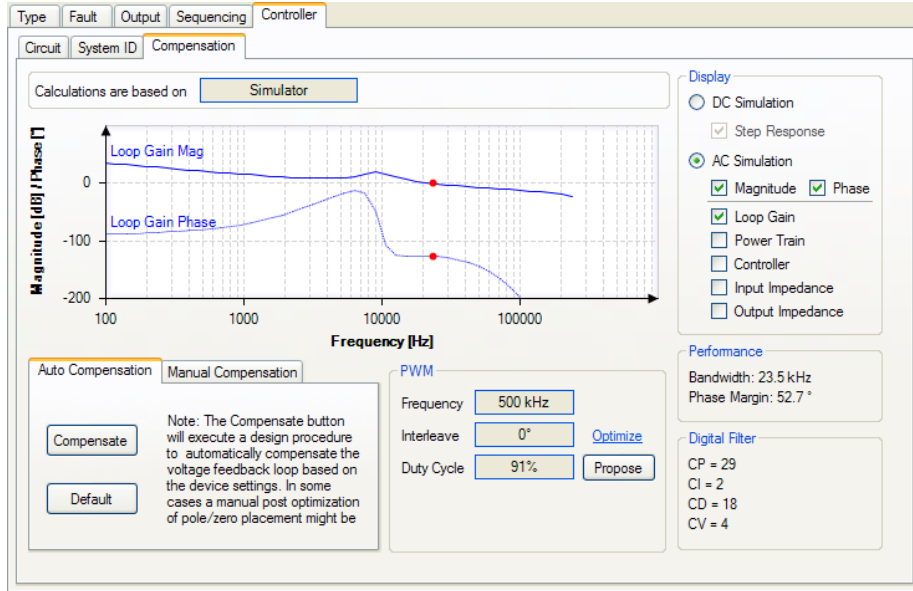 Type Fault Output Sequencing Controller
Circuit System ID Compensation
Calculations are based on Simulator
Magnitude [dB] / Phase [°]
Loop Gain Mag
Loop Gain Phase
0
-100
-200
100 1000 10000 100000
Frequency [Hz]
Display
DC Simulation
Step Response
AC Simulation
Magnitude Phase
Loop Gain
Power Train
Controller
Input Impedance
Output Impedance
Auto Compensation Manual Compensation
Compensate
Default
Note: The Compensate button
will execute a design procedure
to automatically compensate the
voltage feedback loop based on
the device settings. In some
cases a manual post optimization
of pole/zero placement might be
PWM
Frequency 500 kHz
Interleave 0° Optimize
Duty Cycle 91% Propose
Performance
Bandwidth: 23.5 kHz
Phase Margin: 52.7 °
Digital Filter
CP = 29
CI = 2
CD = 18
CV = 4